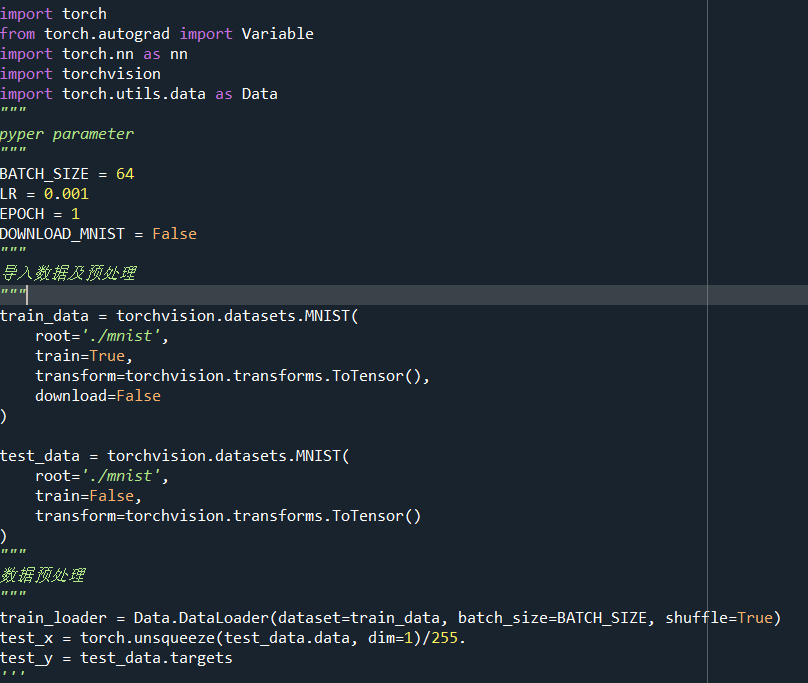 import torch
from torch.autograd import Variable
import torch.nn as nn
import torchvision
import torch.utils.data as Data
"""
pyper parameter
"""
BATCH_SIZE = 64
LR = 0.001
EPOCH = 1
DOWNLOAD_MNIST = False
"""
导入数据及预处理
"""
train_data = torchvision.datasets.MNIST(
    root='./mnist',
    train=True,
    transform=torchvision.transforms.ToTensor(),
    download=False
)

test_data = torchvision.datasets.MNIST(
    root='./mnist',
    train=False,
    transform=torchvision.transforms.ToTensor()
)
"""
数据预处理
"""
train_loader = Data.DataLoader(dataset=train_data, batch_size=BATCH_SIZE, shuffle=True)
test_x = torch.unsqueeze(test_data.data, dim=1)/255.
test_y = test_data.targets
'''